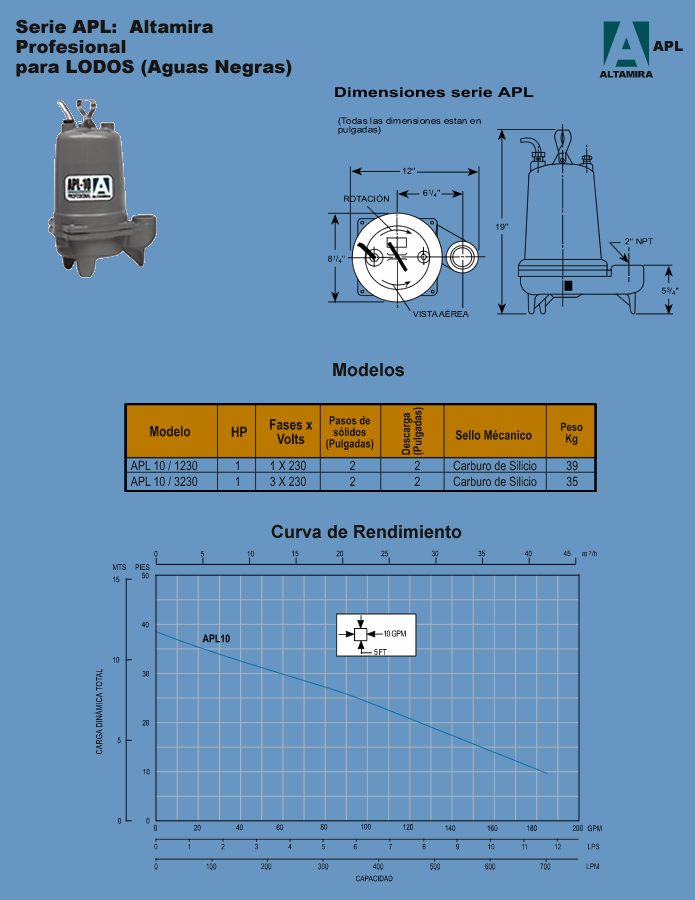 Serie APL: Altamira
Profesional
para LODOS (Aguas Negras)
ALTAMIRA
APL
Dimensiones serie APL
(Todas las dimensiones estan en
pulgadas)
APL-10
PROFESIONAL ALTAMIRA
12"
6¹/₄"
ROTACIÓN
8¹/₄"
VISTA AÉREA
19"
2" NPT
5³/₄"
Modelos
Modelo HP Fases x Volts Pasos de sólidos (Pulgadas) Descarga (Pulgadas) Sello Mécanico Peso Kg
APL 10 / 1230 1 1 X 230 2 2 Carburo de Silicio 39
APL 10 / 3230 1 3 X 230 2 2 Carburo de Silicio 35
Curva de Rendimiento
0 5 10 15 20 25 30 35 40 45 m³/h
MTS PIES
15 50
40
10 30
20
5 10
0 0
CARGA DINÁMICA TOTAL
APL10
10 GPM
5 FT
0 20 40 60 80 100 120 140 160 180 200 GPM
0 1 2 3 4 5 6 7 8 9 10 11 12 LPS
0 100 200 300 400 500 600 700 LPM
CAPACIDAD